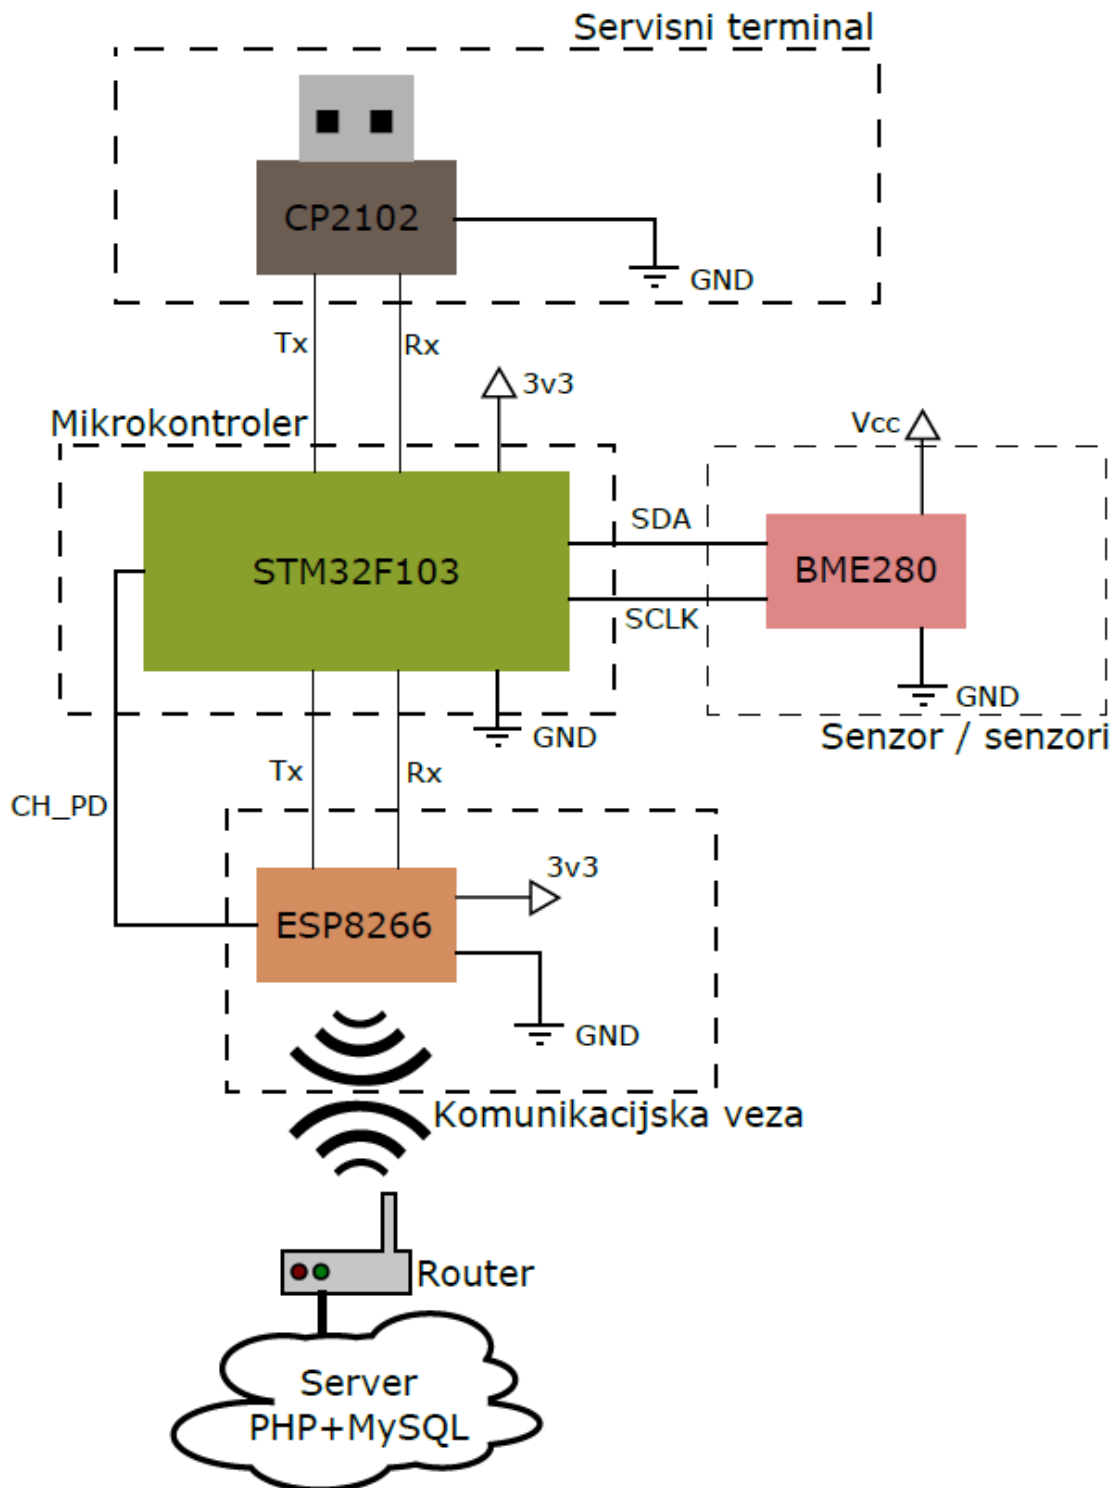 Servisni terminal
CP2102
GND
Tx
Rx
3v3
Mikrokontroler
Vcc
SDA
STM32F103
BME280
SCLK
GND
GND
Senzor / senzori
Tx
Rx
CH_PD
3v3
ESP8266
GND
Komunikacijska veza
Router
Server
PHP+MySQL